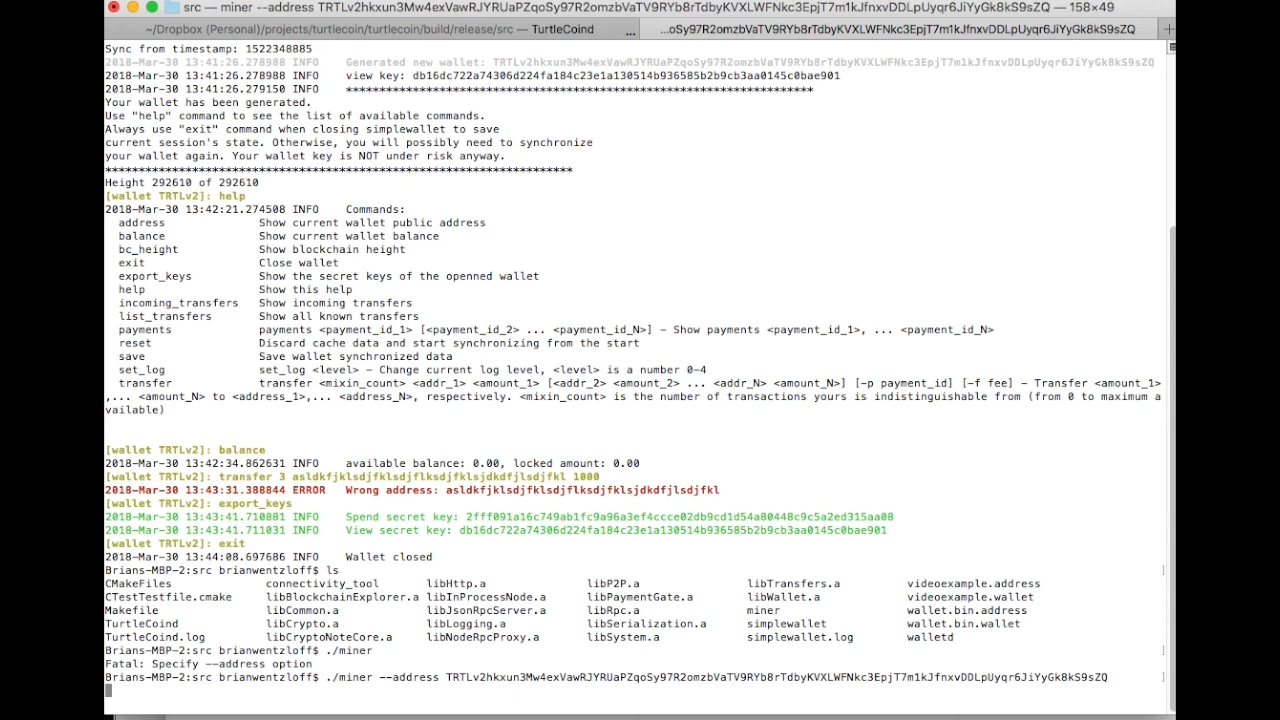 src — miner --address TRTLv2hkxun3Mw4exVawRJYRUaPZqoSy97R2omzbVaTV9RYb8rTdbyKVXLWFNkc3EpjT7m1kJfnxvDDLpUyqr6JiYyGk8kS9sZQ — 158×49
~/Dropbox (Personal)/projects/turtlecoin/turtlecoin/build/release/src — TurtleCoind ... ...oSy97R2omzbVaTV9RYb8rTdbyKVXLWFNkc3EpjT7m1kJfnxvDDLpUyqr6JiYyGk8kS9sZQ +
Sync from timestamp: 1522348885
2018-Mar-30 13:41:26.278988 INFO    Generated new wallet: TRTLv2hkxun3Mw4exVawRJYRUaPZqoSy97R2omzbVaTV9RYb8rTdbyKVXLWFNkc3EpjT7m1kJfnxvDDLpUyqr6JiYyGk8kS9sZQ
2018-Mar-30 13:41:26.278988 INFO    view key: db16dc722a74306d224fa184c23e1a130514b936585b2b9cb3aa0145c0bae901
2018-Mar-30 13:41:26.279150 INFO    **********************************************************************
Your wallet has been generated.
Use "help" command to see the list of available commands.
Always use "exit" command when closing simplewallet to save
current session's state. Otherwise, you will possibly need to synchronize
your wallet again. Your wallet key is NOT under risk anyway.
**********************************************************************
Height 292610 of 292610
[wallet TRTLv2]: help
2018-Mar-30 13:42:21.274508 INFO    Commands:
address              Show current wallet public address
balance              Show current wallet balance
bc_height            Show blockchain height
exit                 Close wallet
export_keys          Show the secret keys of the openned wallet
help                 Show this help
incoming_transfers   Show incoming transfers
list_transfers       Show all known transfers
payments             payments <payment_id_1> [<payment_id_2> ... <payment_id_N>] – Show payments <payment_id_1>, ... <payment_id_N>
reset                Discard cache data and start synchronizing from the start
save                 Save wallet synchronized data
set_log              set_log <level> – Change current log level, <level> is a number 0-4
transfer             transfer <mixin_count> <addr_1> <amount_1> [<addr_2> <amount_2> ... <addr_N> <amount_N>] [-p payment_id] [-f fee] – Transfer <amount_1>
,... <amount_N> to <address_1>,... <address_N>, respectively. <mixin_count> is the number of transactions yours is indistinguishable from (from 0 to maximum a
vailable)
[wallet TRTLv2]: balance
2018-Mar-30 13:42:34.862631 INFO    available balance: 0.00, locked amount: 0.00
[wallet TRTLv2]: transfer 3 asldkfjklsdjfklsdjflksdjfklsjdkdfjlsdjfkl 1000
2018-Mar-30 13:43:31.388844 ERROR   Wrong address: asldkfjklsdjfklsdjflksdjfklsjdkdfjlsdjfkl
[wallet TRTLv2]: export_keys
2018-Mar-30 13:43:41.710881 INFO    Spend secret key: 2fff091a16c749ab1fc9a96a3ef4ccce02db9cd1d54a80448c9c5a2ed315aa08
2018-Mar-30 13:43:41.711031 INFO    View secret key: db16dc722a74306d224fa184c23e1a130514b936585b2b9cb3aa0145c0bae901
[wallet TRTLv2]: exit
2018-Mar-30 13:44:08.697686 INFO    Wallet closed
Brians-MBP-2:src brianwentzloff$ ls
CMakeFiles              connectivity_tool       libHttp.a               libP2P.a                libTransfers.a          videoexample.address
CTestTestfile.cmake     libBlockchainExplorer.a libInProcessNode.a      libPaymentGate.a        libWallet.a             videoexample.wallet
Makefile                libCommon.a             libJsonRpcServer.a      libRpc.a                miner                   wallet.bin.address
TurtleCoind             libCrypto.a             libLogging.a            libSerialization.a      simplewallet            wallet.bin.wallet
TurtleCoind.log         libCryptoNoteCore.a     libNodeRpcProxy.a       libSystem.a             simplewallet.log        walletd
Brians-MBP-2:src brianwentzloff$ ./miner
Fatal: Specify --address option
Brians-MBP-2:src brianwentzloff$ ./miner --address TRTLv2hkxun3Mw4exVawRJYRUaPZqoSy97R2omzbVaTV9RYb8rTdbyKVXLWFNkc3EpjT7m1kJfnxvDDLpUyqr6JiYyGk8kS9sZQ